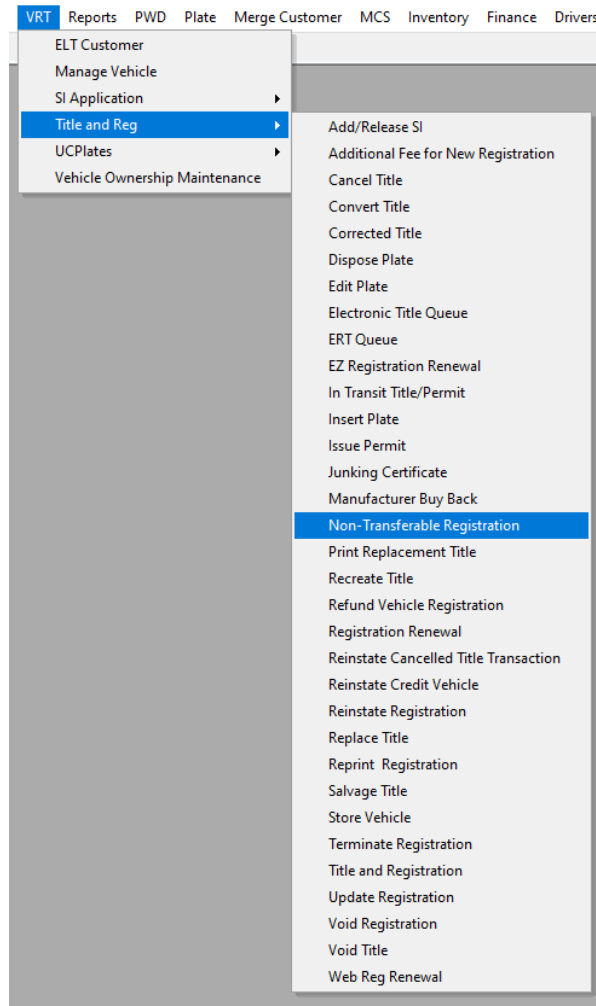 VRT Reports PWD Plate Merge Customer MCS Inventory Finance Drivers
ELT Customer
Manage Vehicle
SI Application
Title and Reg
UCPlates
Vehicle Ownership Maintenance
Add/Release SI
Additional Fee for New Registration
Cancel Title
Convert Title
Corrected Title
Dispose Plate
Edit Plate
Electronic Title Queue
ERT Queue
EZ Registration Renewal
In Transit Title/Permit
Insert Plate
Issue Permit
Junking Certificate
Manufacturer Buy Back
Non-Transferable Registration
Print Replacement Title
Recreate Title
Refund Vehicle Registration
Registration Renewal
Reinstate Cancelled Title Transaction
Reinstate Credit Vehicle
Reinstate Registration
Replace Title
Reprint  Registration
Salvage Title
Store Vehicle
Terminate Registration
Title and Registration
Update Registration
Void Registration
Void Title
Web Reg Renewal